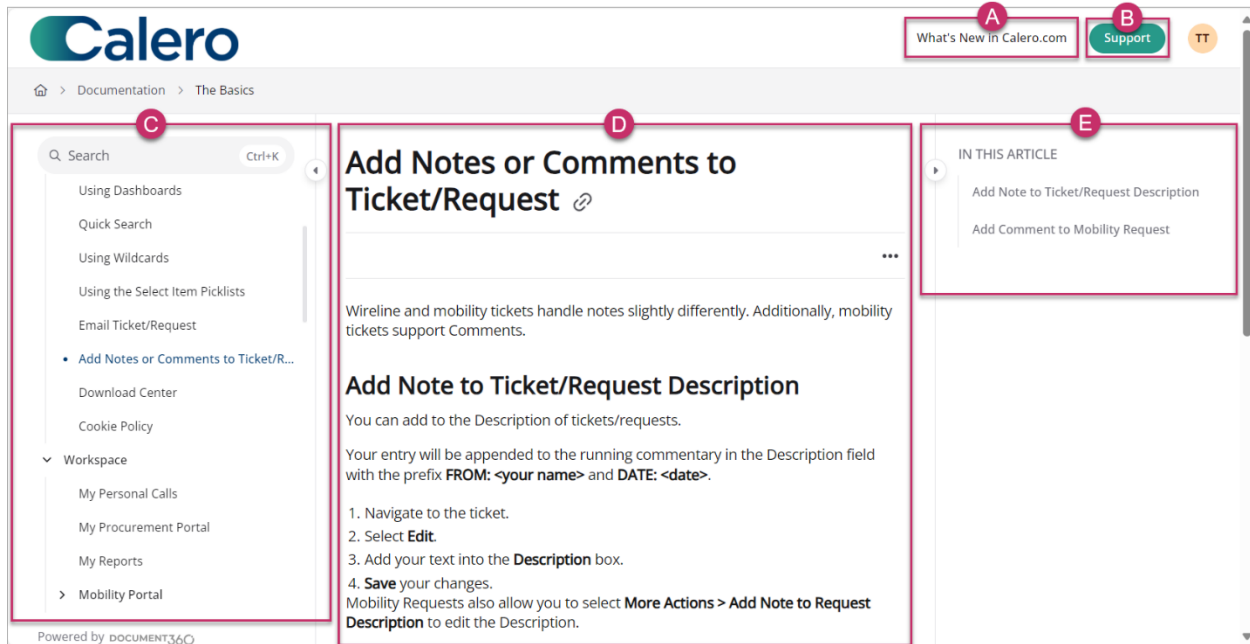 Calero
A
What's New in Calero.com
B
Support
TT
Documentation > The Basics
C
Search Ctrl+K
Using Dashboards
Quick Search
Using Wildcards
Using the Select Item Picklists
Email Ticket/Request
• Add Notes or Comments to Ticket/R...
Download Center
Cookie Policy
Workspace
My Personal Calls
My Procurement Portal
My Reports
> Mobility Portal
Powered by DOCUMENT360
D
Add Notes or Comments to
Ticket/Request
•••
Wireline and mobility tickets handle notes slightly differently. Additionally, mobility
tickets support Comments.
Add Note to Ticket/Request Description
You can add to the Description of tickets/requests.
Your entry will be appended to the running commentary in the Description field
with the prefix FROM: <your name> and DATE: <date>.
1. Navigate to the ticket.
2. Select Edit.
3. Add your text into the Description box.
4. Save your changes.
Mobility Requests also allow you to select More Actions > Add Note to Request
Description to edit the Description.
E
IN THIS ARTICLE
Add Note to Ticket/Request Description
Add Comment to Mobility Request